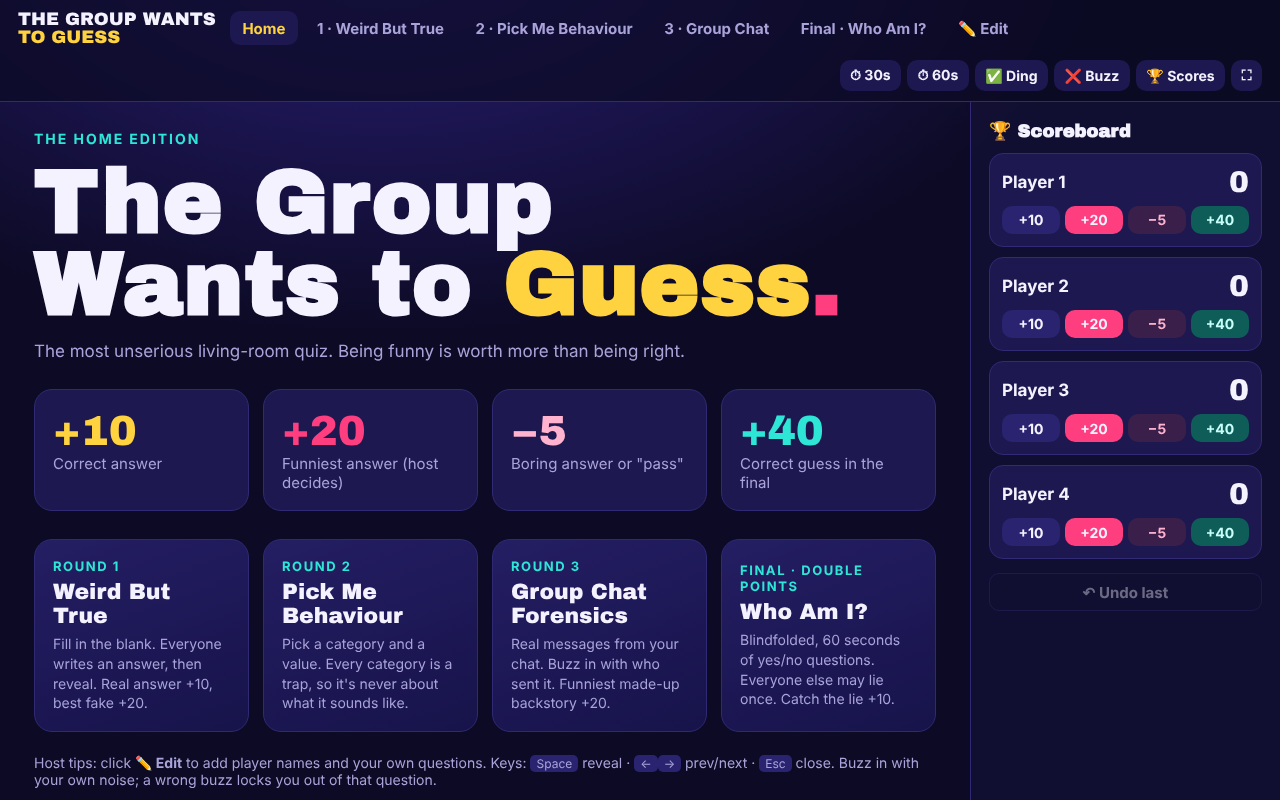 THE GROUP WANTS
TO GUESS
Home
1 · Weird But True
2 · Pick Me Behaviour
3 · Group Chat
Final · Who Am I?
✏️ Edit
⏱ 30s
⏱ 60s
✅ Ding
❌ Buzz
🏆 Scores
⛶
THE HOME EDITION
The Group
Wants to Guess.
The most unserious living-room quiz. Being funny is worth more than being right.
+10
Correct answer
+20
Funniest answer (host
decides)
−5
Boring answer or "pass"
+40
Correct guess in the
final
ROUND 1
Weird But
True
Fill in the blank. Everyone
writes an answer, then
reveal. Real answer +10,
best fake +20.
ROUND 2
Pick Me
Behaviour
Pick a category and a
value. Every category is a
trap, so it's never about
what it sounds like.
ROUND 3
Group Chat
Forensics
Real messages from your
chat. Buzz in with who
sent it. Funniest made-up
backstory +20.
FINAL · DOUBLE
POINTS
Who Am I?
Blindfolded, 60 seconds
of yes/no questions.
Everyone else may lie
once. Catch the lie +10.
Host tips: click ✏️ Edit to add player names and your own questions. Keys: Space reveal · ← → prev/next · Esc close. Buzz in with
your own noise; a wrong buzz locks you out of that question.
🏆 Scoreboard
Player 1 0
+10 +20 −5 +40
Player 2 0
+10 +20 −5 +40
Player 3 0
+10 +20 −5 +40
Player 4 0
+10 +20 −5 +40
↶ Undo last